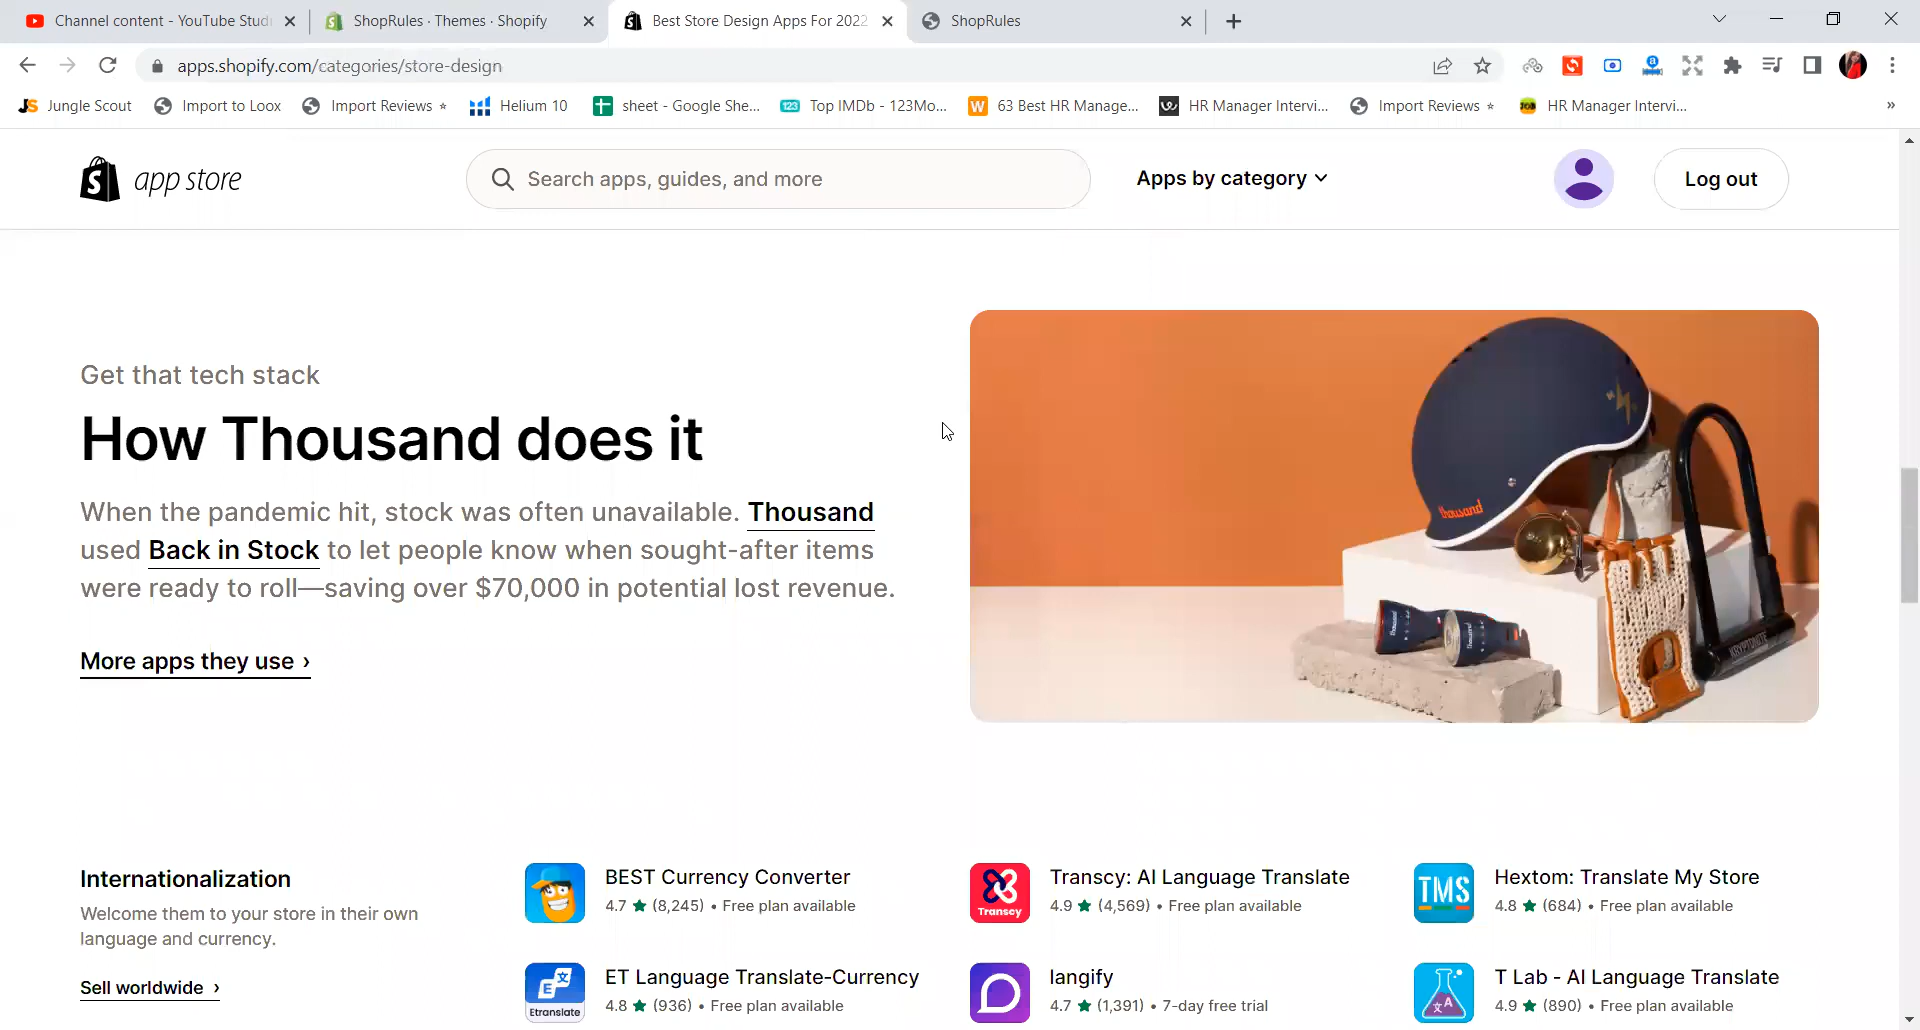 Channel content - YouTube Stud
ShopRules · Themes · Shopify
Best Store Design Apps For 2022
ShopRules
apps.shopify.com/categories/store-design
JS Jungle Scout
Import to Loox
Import Reviews ⭑
Helium 10
sheet - Google She...
123 Top IMDb - 123Mo...
W 63 Best HR Manage...
HR Manager Intervi...
Import Reviews ⭑
JOB HR Manager Intervi...
»
app store
Search apps, guides, and more
Apps by category
Log out
Get that tech stack
How Thousand does it
When the pandemic hit, stock was often unavailable. Thousand
used Back in Stock to let people know when sought-after items
were ready to roll—saving over $70,000 in potential lost revenue.
More apps they use ›
thousand
KRYPTONITE
Internationalization
Welcome them to your store in their own
language and currency.
Sell worldwide ›
BEST Currency Converter
4.7 ★ (8,245) • Free plan available
Transcy
Transcy: AI Language Translate
4.9 ★ (4,569) • Free plan available
TMS
Hextom: Translate My Store
4.8 ★ (684) • Free plan available
Etranslate
ET Language Translate-Currency
4.8 ★ (936) • Free plan available
langify
4.7 ★ (1,391) • 7-day free trial
T Lab - AI Language Translate
4.9 ★ (890) • Free plan available